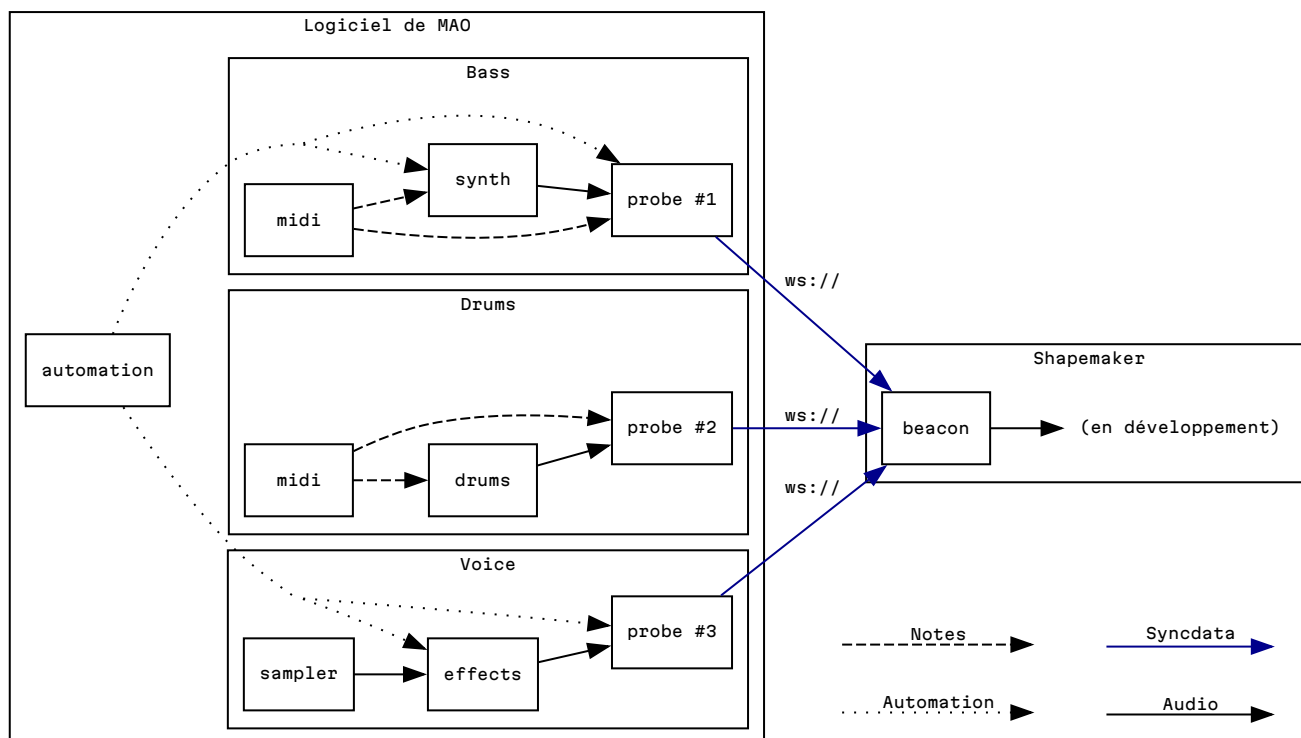 Logiciel de MAO
Bass
synth
probe #1
midi
ws://
Drums
automation
Shapemaker
ws://
probe #2
beacon
(en développement)
midi
drums
ws://
Voice
probe #3
Notes
Syncdata
sampler
effects
Automation
Audio